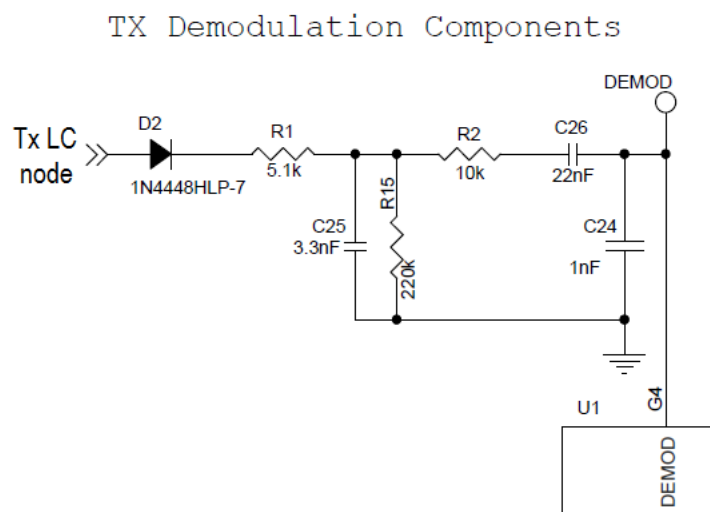 TX Demodulation Components
DEMOD
Tx LC
node
D2
1N4448HLP-7
R1
5.1k
R2
10k
C26
22nF
R15
220k
C25
3.3nF
C24
1nF
U1
G4
DEMOD